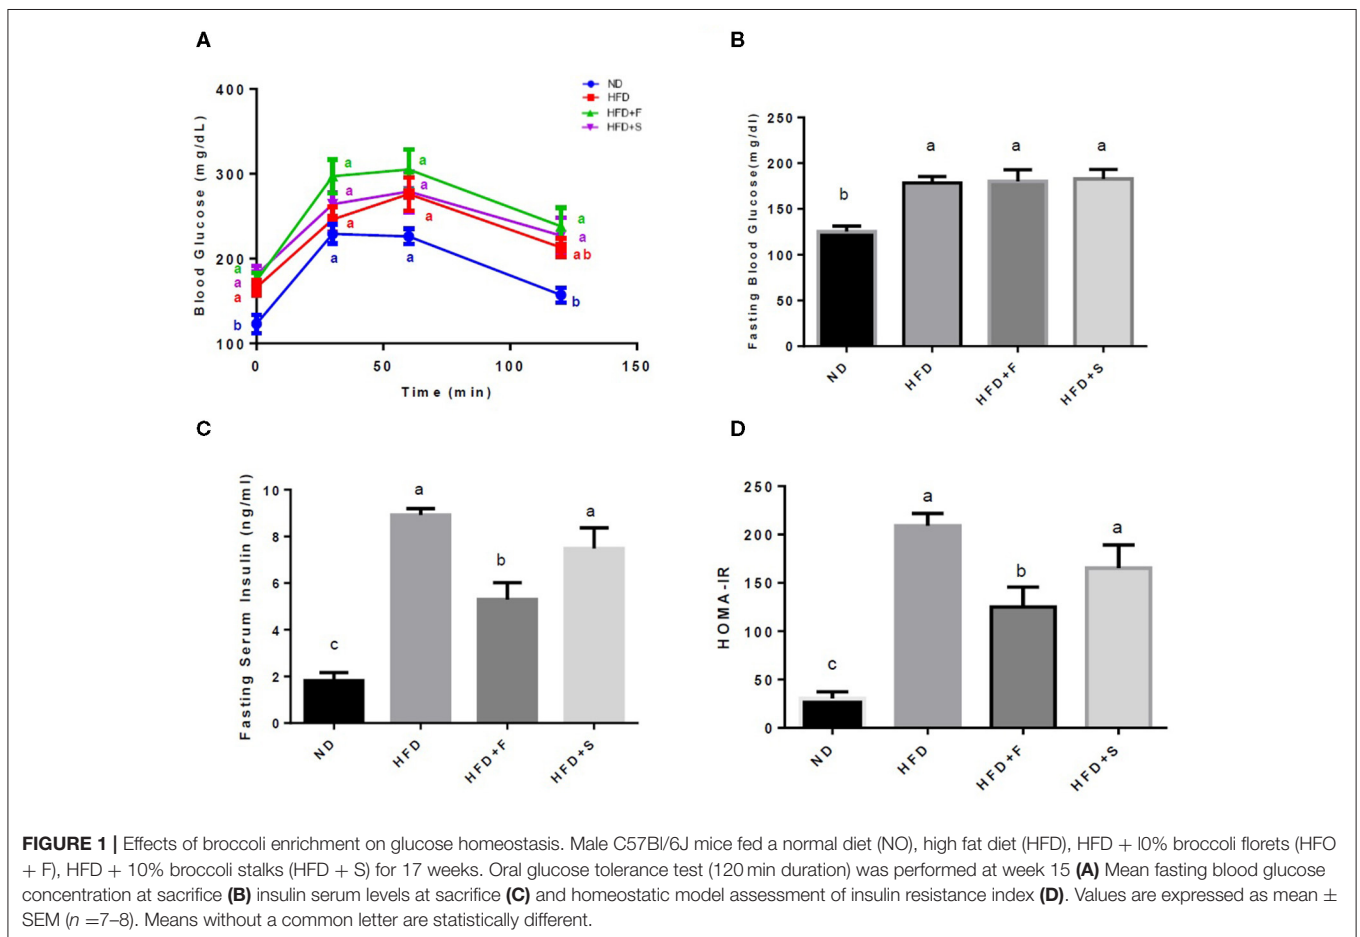 A
400
300
200
100
Blood Glucose (mg/dL)
0
50
100
150
Time (min)
ND
HFD
HFD+F
HFD+S
a
a
a
b
a
a
a
a
a
a
a
a
a
a
a b
b
B
250
200
150
100
50
0
Fasting Blood Glucose(mg/dl)
b
a
a
a
ND
HFD
HFD+F
HFD+S
C
10
8
6
4
2
0
Fasting Serum Insulin (ng/ml)
c
a
b
a
ND
HFD
HFD+F
HFD+S
D
250
200
150
100
50
0
HOMA-IR
c
a
b
a
ND
HFD
HFD+F
HFD+S
FIGURE 1 | Effects of broccoli enrichment on glucose homeostasis. Male C57Bl/6J mice fed a normal diet (NO), high fat diet (HFD), HFD + l0% broccoli florets (HFO
+ F), HFD + 10% broccoli stalks (HFD + S) for 17 weeks. Oral glucose tolerance test (120 min duration) was performed at week 15 (A) Mean fasting blood glucose
concentration at sacrifice (B) insulin serum levels at sacrifice (C) and homeostatic model assessment of insulin resistance index (D). Values are expressed as mean ±
SEM (n =7–8). Means without a common letter are statistically different.